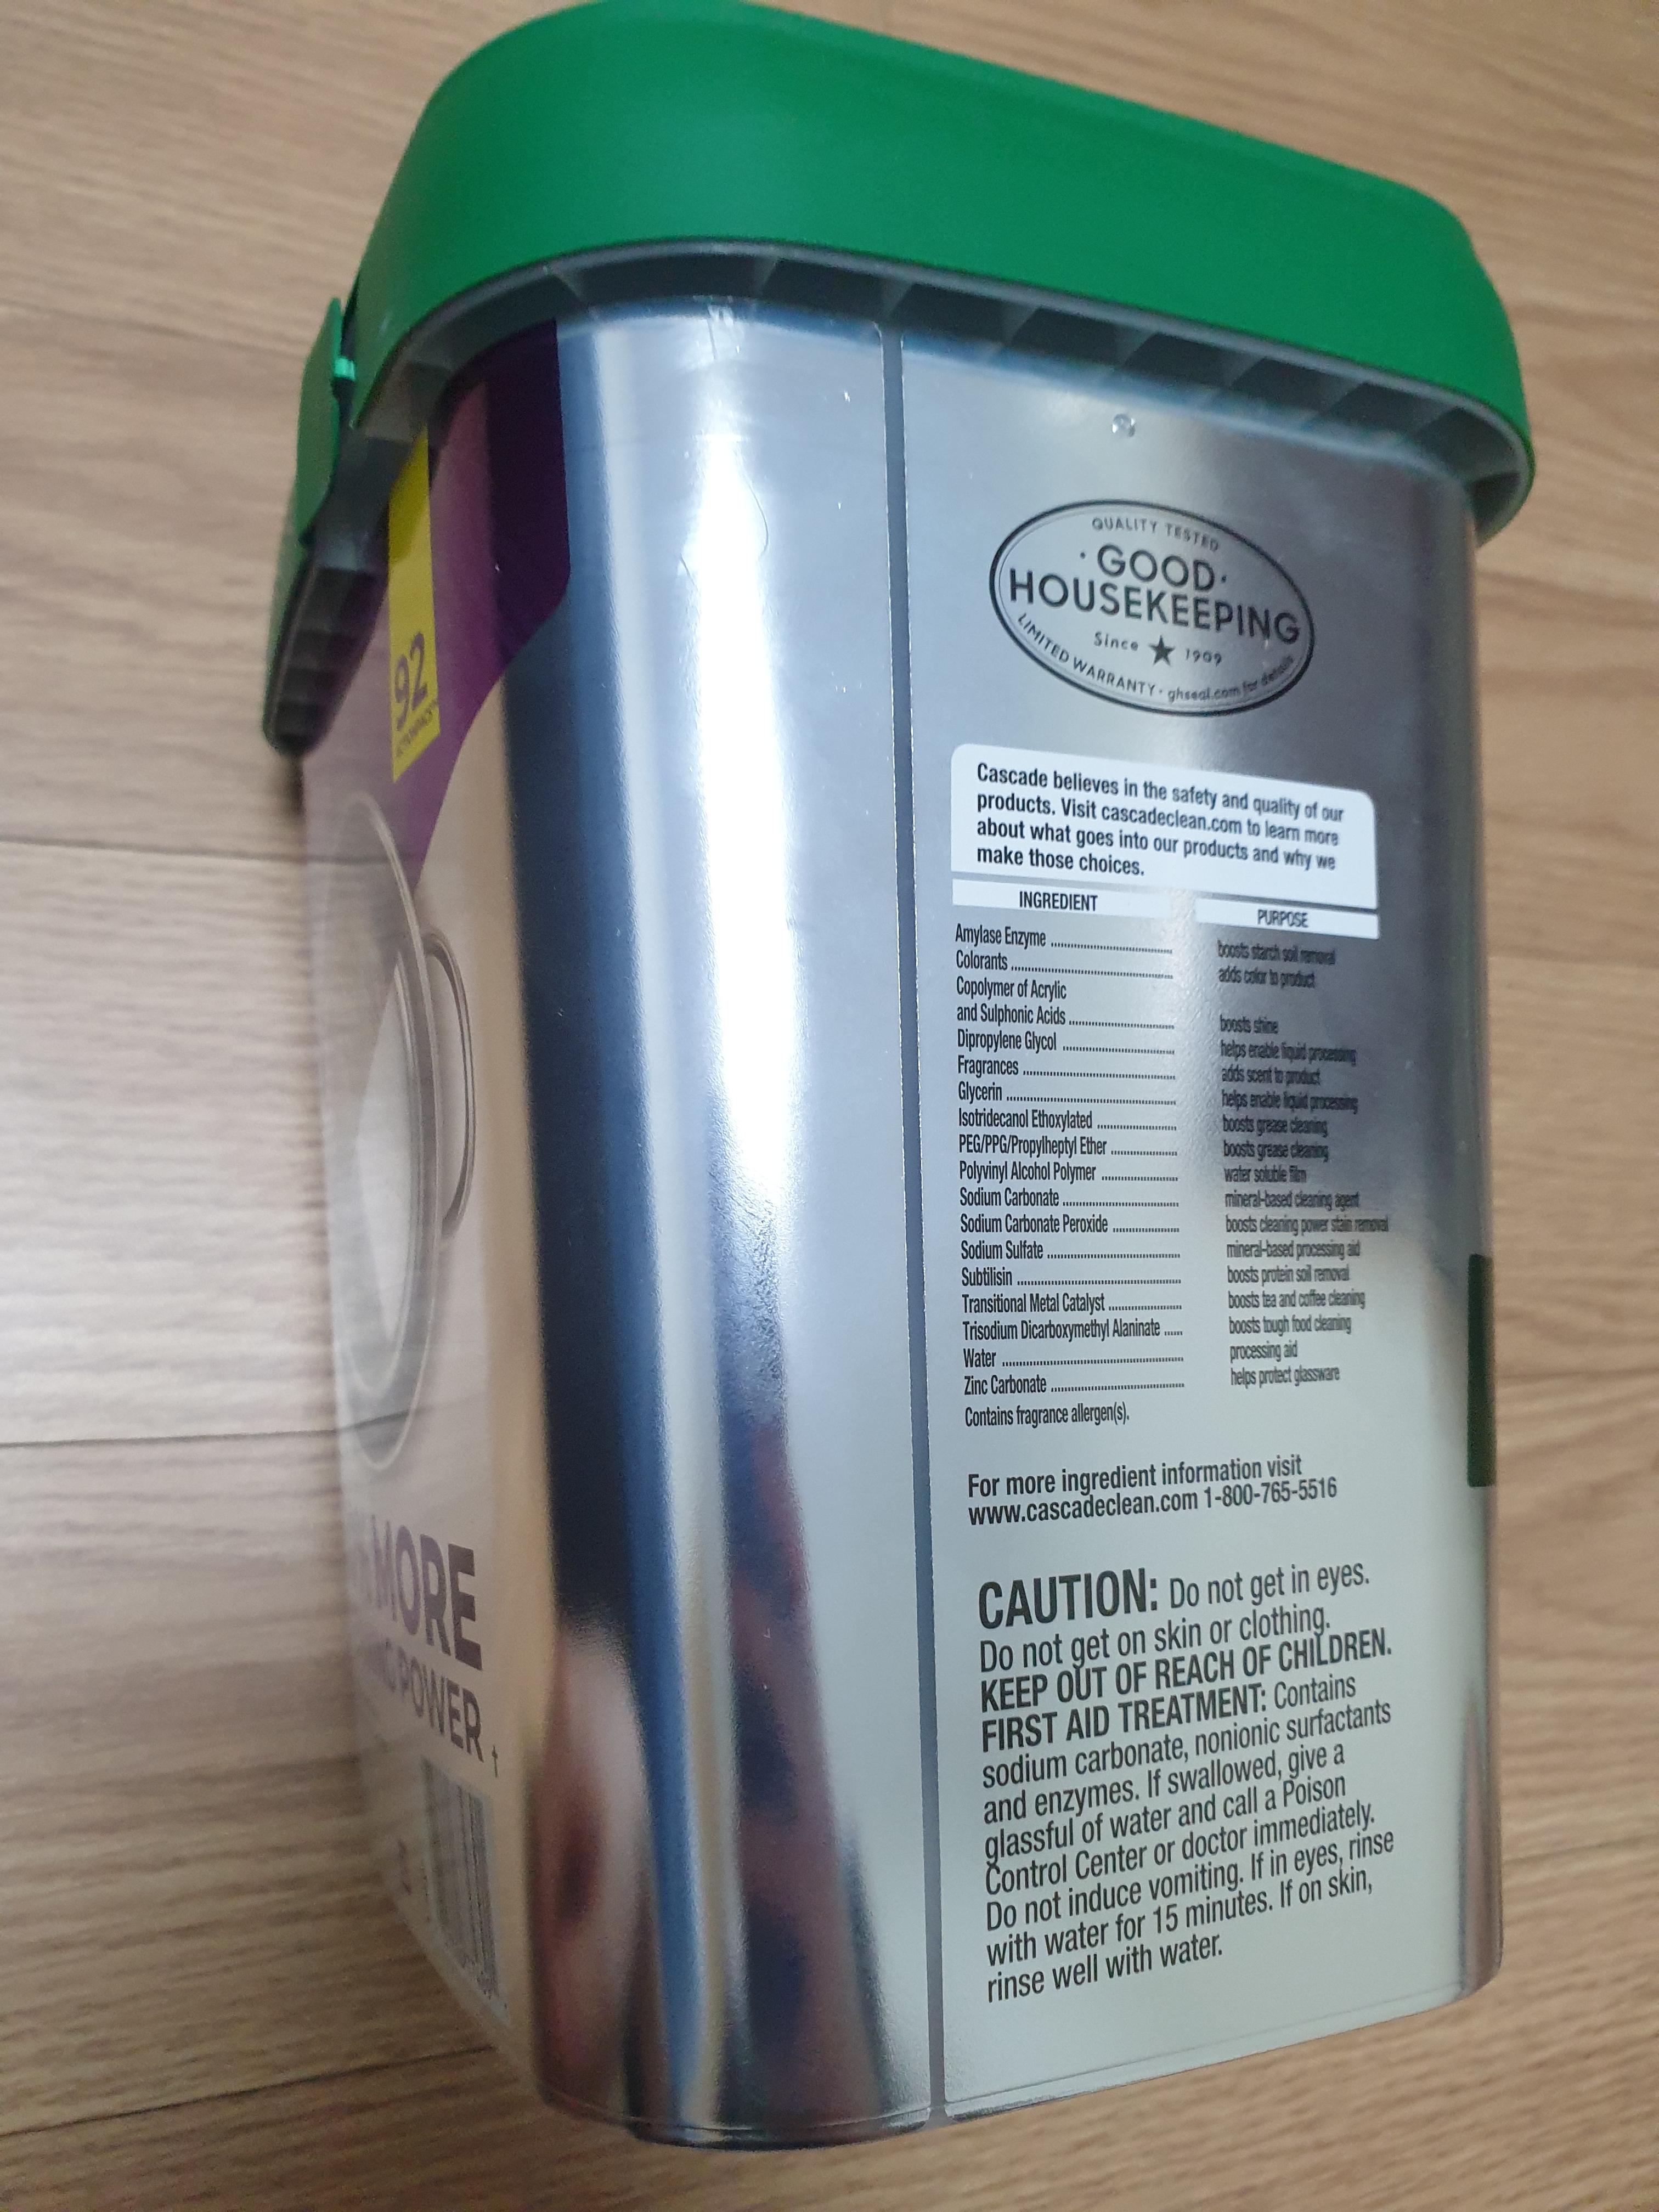 92
MORE
POWER†
QUALITY TESTED
· GOOD ·
HOUSEKEEPING
Since ★ 1909
LIMITED WARRANTY · ghseal.com for details
Cascade believes in the safety and quality of our
products. Visit cascadeclean.com to learn more
about what goes into our products and why we
make those choices.
INGREDIENT PURPOSE
Amylase Enzyme .......... boosts starch soil removal
Colorants .......... adds color to product
Copolymer of Acrylic
and Sulphonic Acids .......... boosts shine
Dipropylene Glycol .......... helps enable liquid processing
Fragrances .......... adds scent to product
Glycerin .......... helps enable liquid processing
Isotridecanol Ethoxylated .......... boosts grease cleaning
PEG/PPG/Propylheptyl Ether .......... boosts grease cleaning
Polyvinyl Alcohol Polymer .......... water soluble film
Sodium Carbonate .......... mineral-based cleaning agent
Sodium Carbonate Peroxide .......... boosts cleaning power stain removal
Sodium Sulfate .......... mineral-based processing aid
Subtilisin .......... boosts protein soil removal
Transitional Metal Catalyst .......... boosts tea and coffee cleaning
Trisodium Dicarboxymethyl Alaninate ...... boosts tough food cleaning
Water .......... processing aid
Zinc Carbonate .......... helps protect glassware
Contains fragrance allergen(s).
For more ingredient information visit
www.cascadeclean.com 1-800-765-5516
CAUTION: Do not get in eyes.
Do not get on skin or clothing.
KEEP OUT OF REACH OF CHILDREN.
FIRST AID TREATMENT: Contains
sodium carbonate, nonionic surfactants
and enzymes. If swallowed, give a
glassful of water and call a Poison
Control Center or doctor immediately.
Do not induce vomiting. If in eyes, rinse
with water for 15 minutes. If on skin,
rinse well with water.